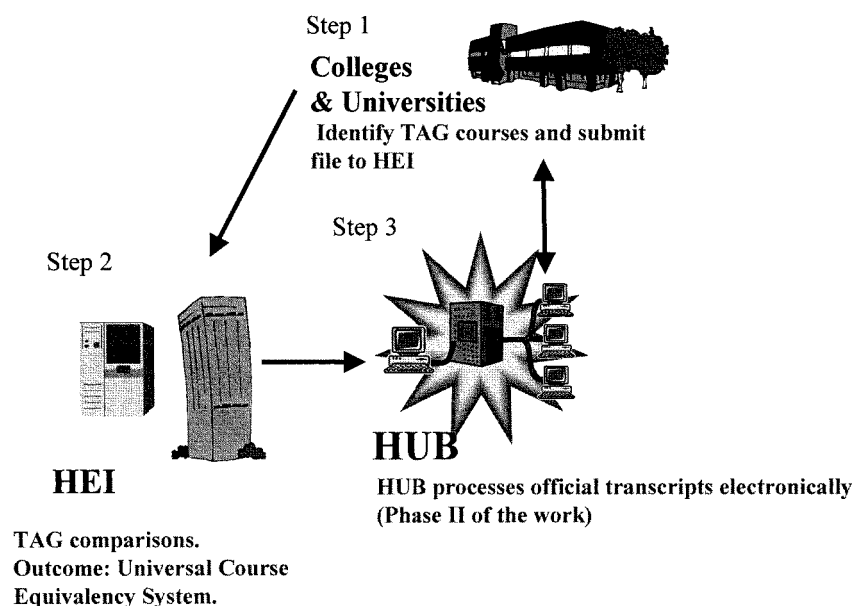 Step 1
Colleges
& Universities
Identify TAG courses and submit
file to HEI
Step 2
HEI
TAG comparisons.
Outcome: Universal Course
Equivalency System.
Step 3
HUB
HUB processes official transcripts electronically
(Phase II of the work)